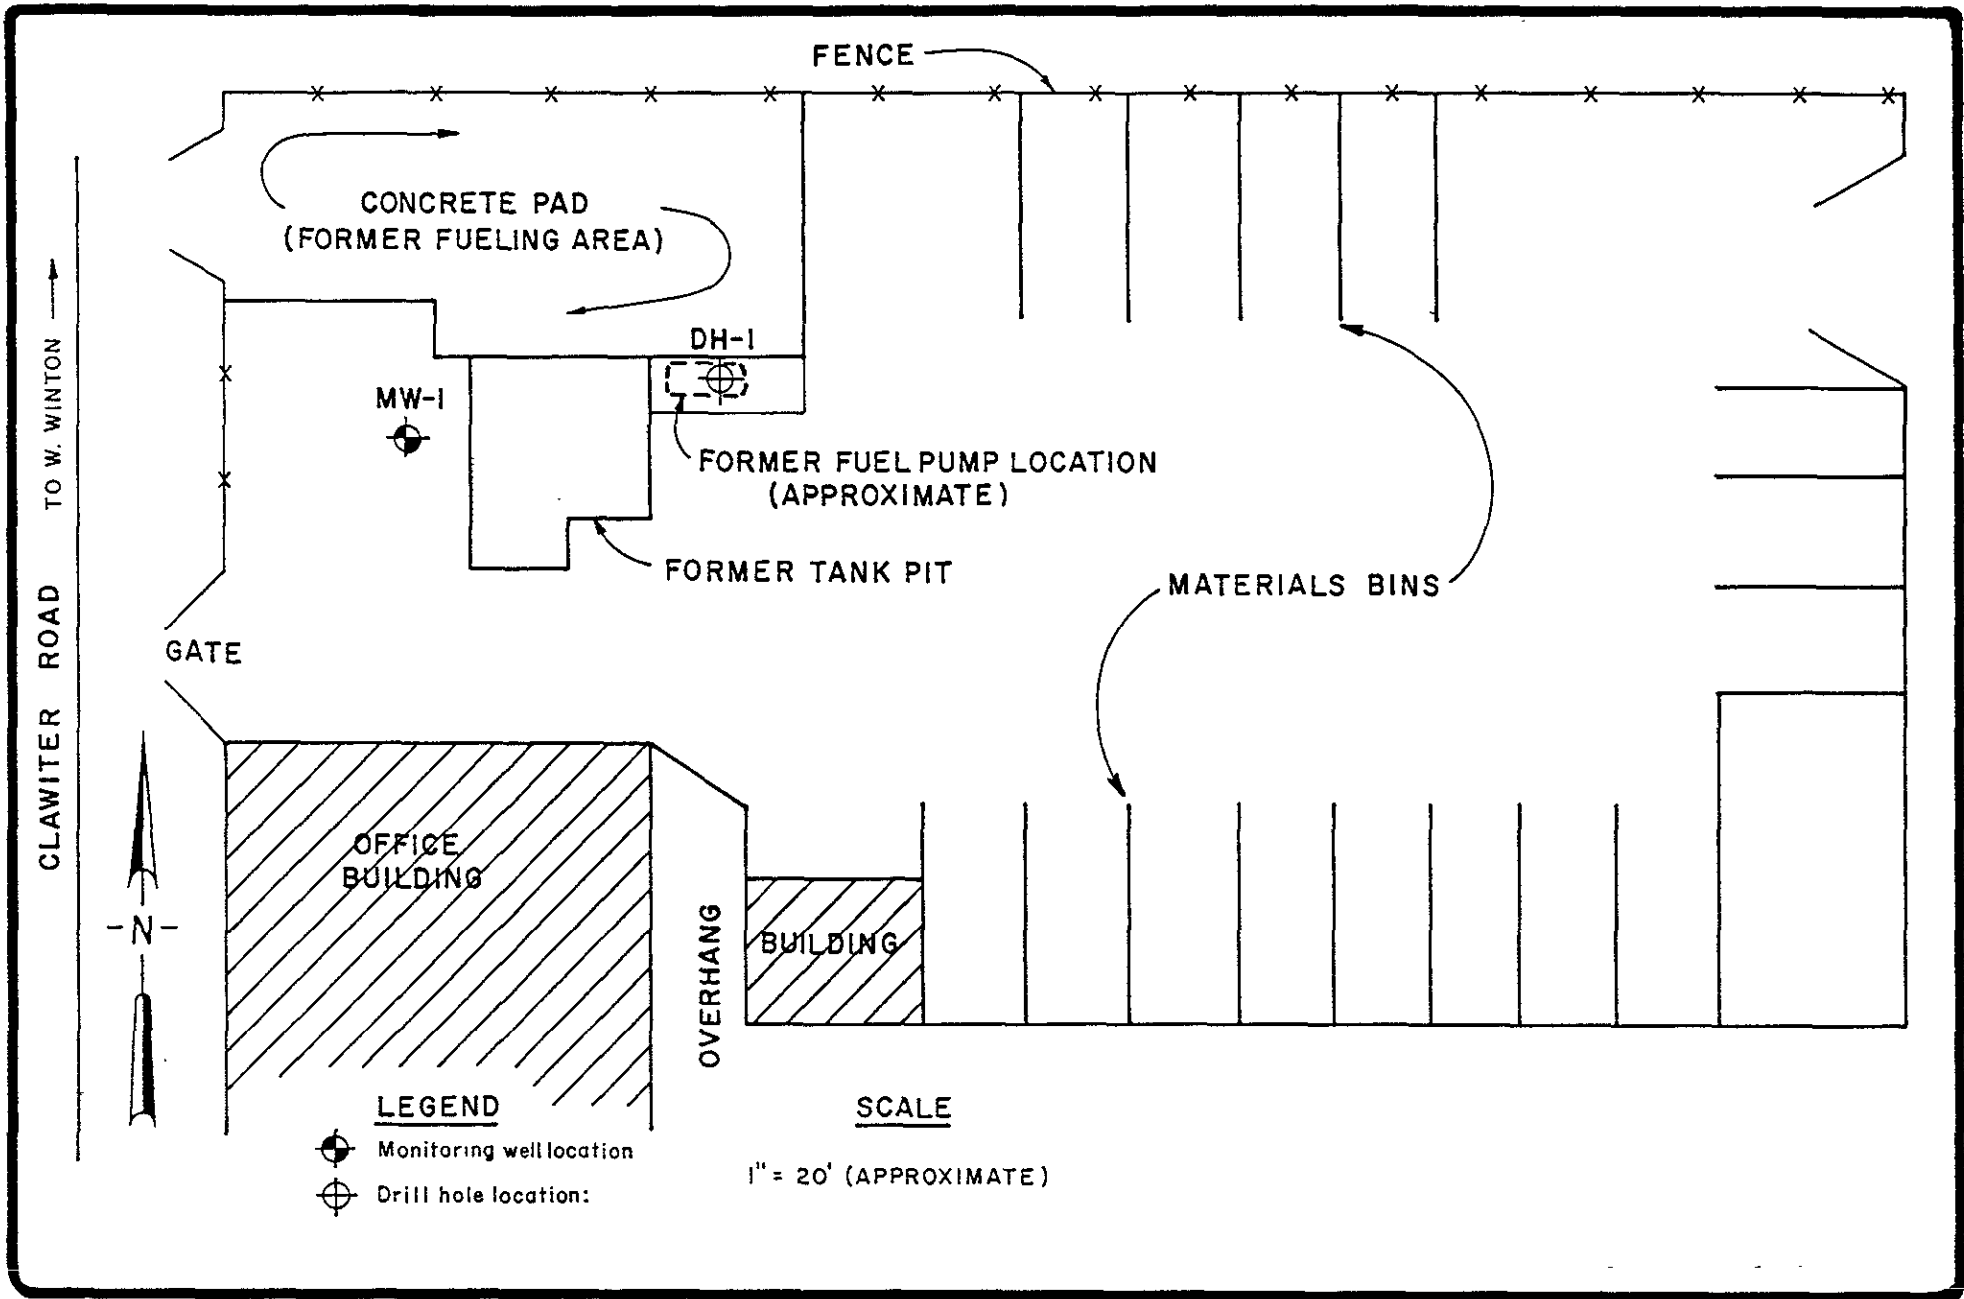 FENCE
CONCRETE PAD
(FORMER FUELING AREA)
DH-1
MW-1
FORMER FUEL PUMP LOCATION
(APPROXIMATE)
FORMER TANK PIT
MATERIALS BINS
TO W. WINTON
CLAWITER ROAD
GATE
N
OFFICE
BUILDING
OVERHANG
BUILDING
LEGEND
Monitoring well location
Drill hole location:
SCALE
1" = 20' (APPROXIMATE)